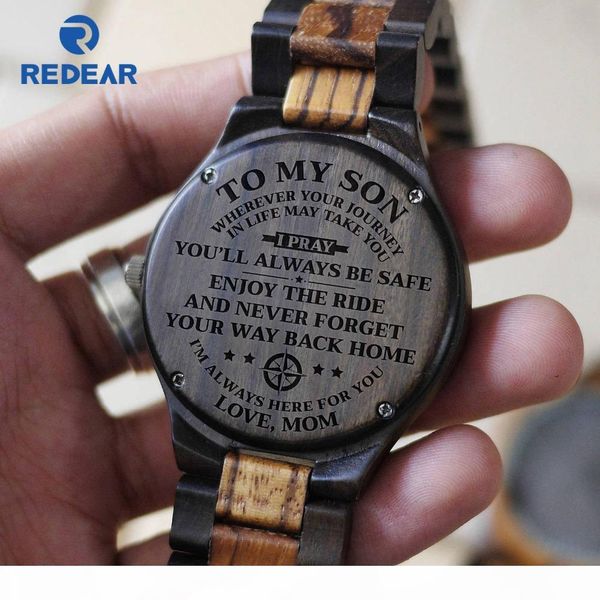 REDEAR
TO MY SON
WHEREVER YOUR JOURNEY
IN LIFE MAY TAKE YOU
I PRAY
YOU'LL ALWAYS BE SAFE
ENJOY THE RIDE
AND NEVER FORGET
YOUR WAY BACK HOME
I'M ALWAYS HERE FOR YOU
LOVE, MOM